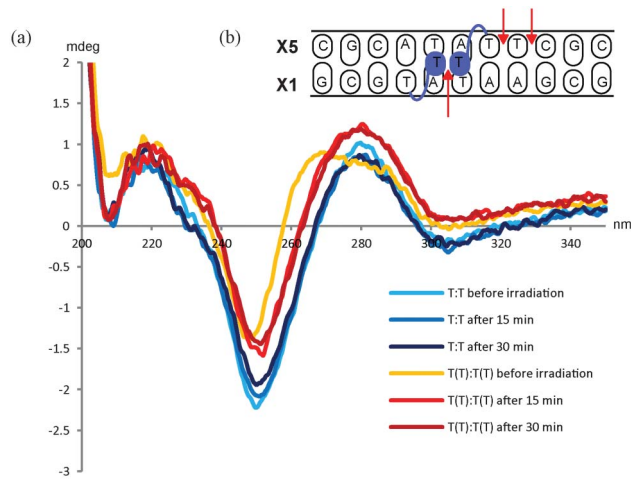 (a)
mdeg
(b)
X5 C G C A T A T T C G C
T T
X1 G C G T A T A A G C G
2
1.5
1
0.5
0
-0.5
-1
-1.5
-2
-2.5
-3
200 220 240 260 280 300 320 340 nm
T:T before irradiation
T:T after 15 min
T:T after 30 min
T(T):T(T) before irradiation
T(T):T(T) after 15 min
T(T):T(T) after 30 min